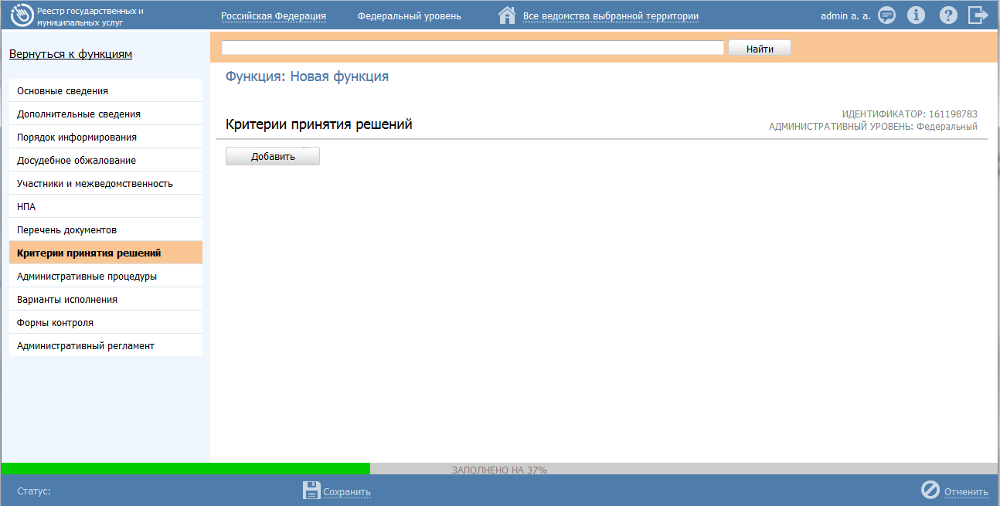 Реестр государственных и
муниципальных услуг
Российская Федерация
Федеральный уровень
Все ведомства выбранной территории
admin a. a.
Вернуться к функциям
Найти
Основные сведения
Дополнительные сведения
Порядок информирования
Досудебное обжалование
Участники и межведомственность
НПА
Перечень документов
Критерии принятия решений
Административные процедуры
Варианты исполнения
Формы контроля
Административный регламент
Функция: Новая функция
Критерии принятия решений
ИДЕНТИФИКАТОР: 161198783
АДМИНИСТРАТИВНЫЙ УРОВЕНЬ: Федеральный
Добавить
ЗАПОЛНЕНО НА 37%
Статус:
Сохранить
Отменить